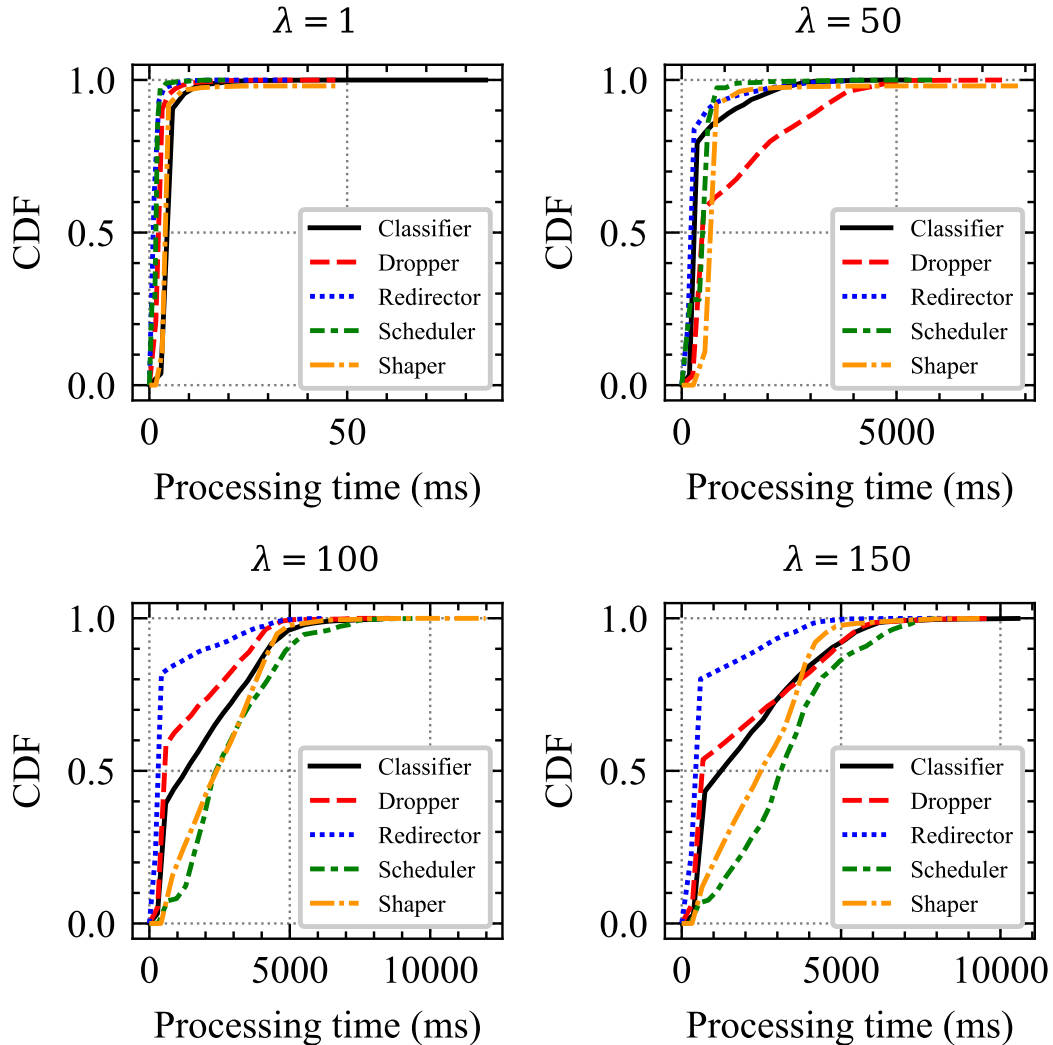 λ = 1
CDF
1.0
0.5
0.0
Classifier
Dropper
Redirector
Scheduler
Shaper
0 50
Processing time (ms)
λ = 50
CDF
1.0
0.5
0.0
Classifier
Dropper
Redirector
Scheduler
Shaper
0 5000
Processing time (ms)
λ = 100
CDF
1.0
0.5
0.0
Classifier
Dropper
Redirector
Scheduler
Shaper
0 5000 10000
Processing time (ms)
λ = 150
CDF
1.0
0.5
0.0
Classifier
Dropper
Redirector
Scheduler
Shaper
0 5000 10000
Processing time (ms)